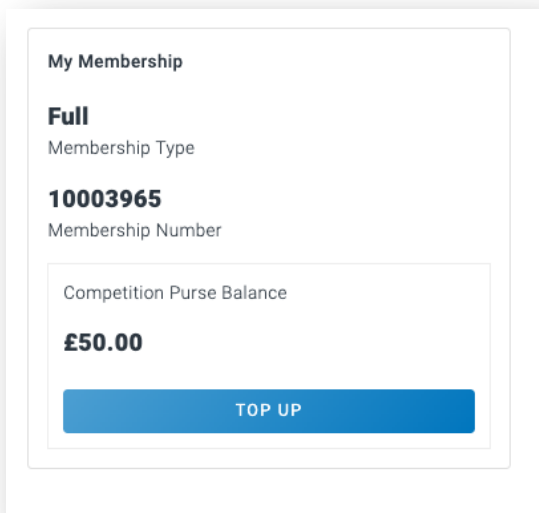 My Membership
Full
Membership Type
10003965
Membership Number
Competition Purse Balance
£50.00
TOP UP